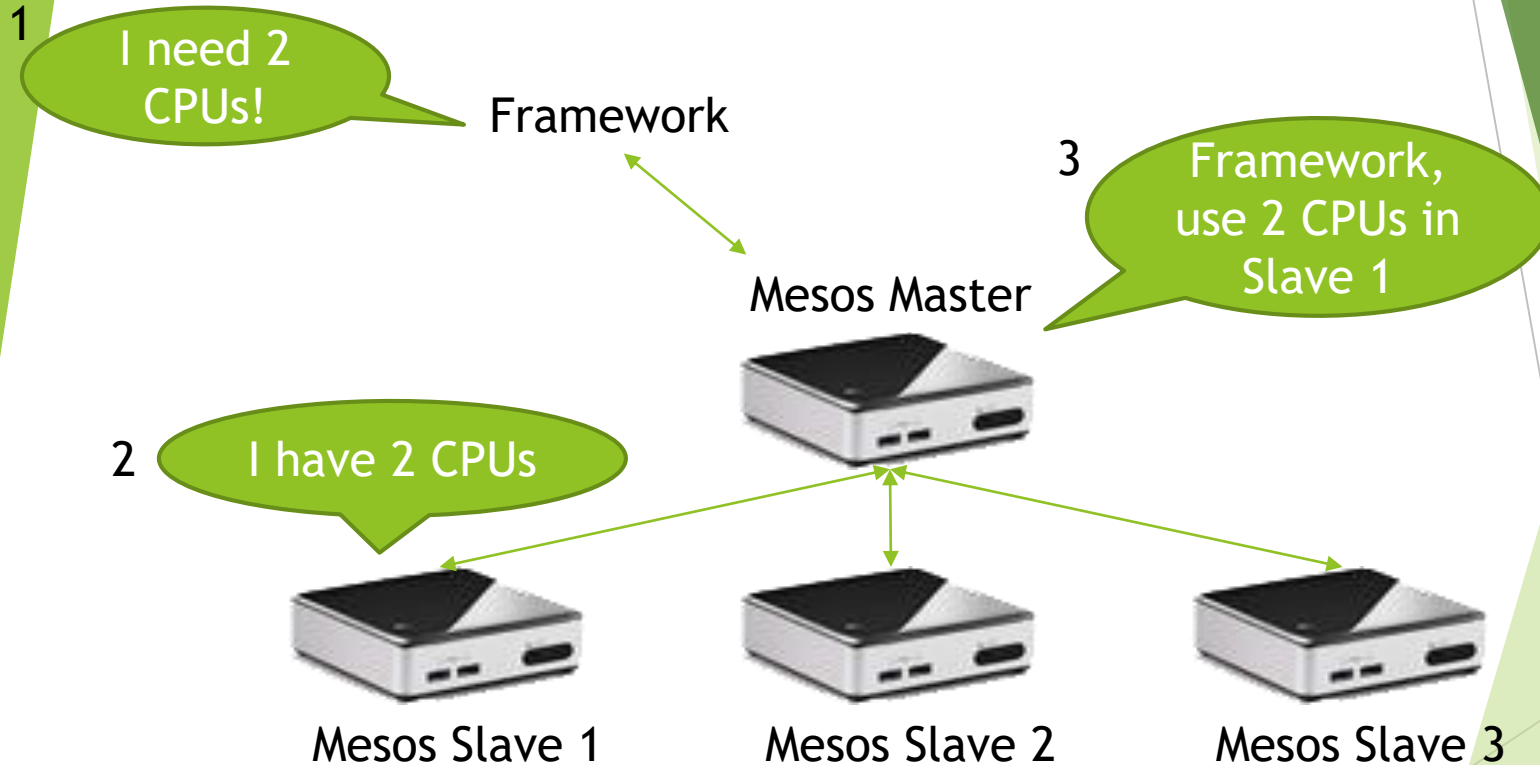 1
I need 2
CPUs!
Framework
3
Framework,
use 2 CPUs in
Slave 1
Mesos Master
2
I have 2 CPUs
Mesos Slave 1
Mesos Slave 2
Mesos Slave 3